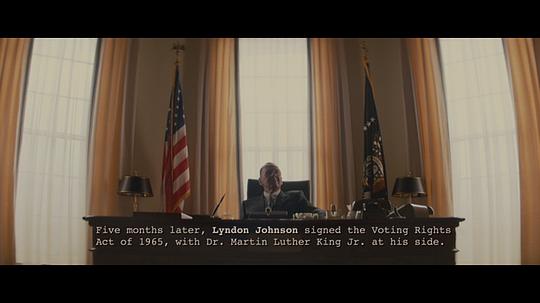 Five months later, Lyndon Johnson signed the Voting Rights
Act of 1965, with Dr. Martin Luther King Jr. at his side.